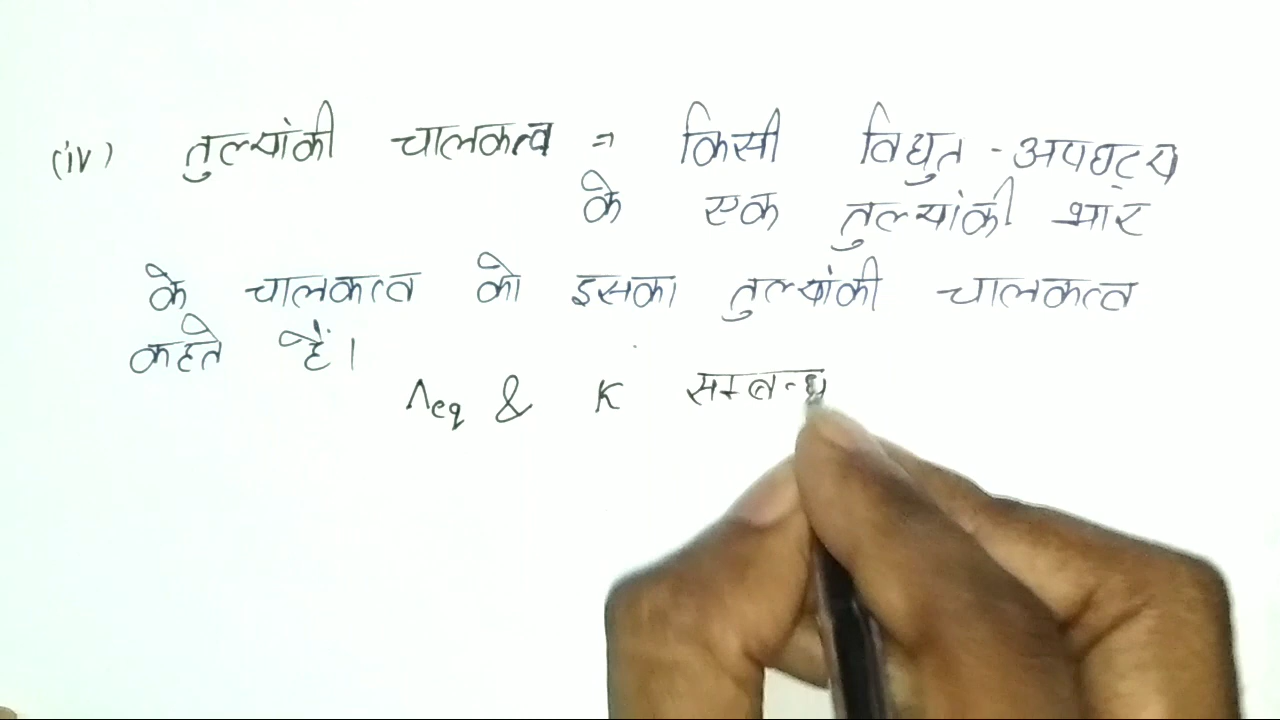 (iv) तुल्यांकी चालकत्व = किसी विद्युत - अपघट्य
के एक तुल्यांकी भार
के चालकत्व को इसका तुल्यांकी चालकत्व
कहते हैं।
Λeq & K सम्बन्ध